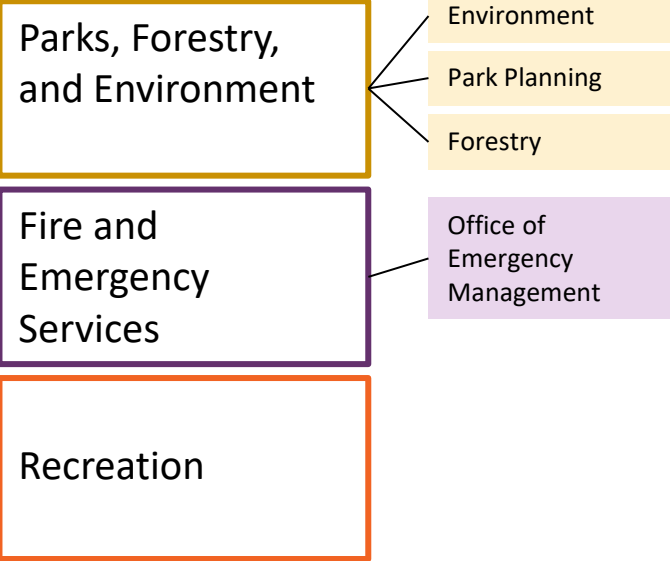 Parks, Forestry,
and Environment
Environment
Park Planning
Forestry
Fire and
Emergency
Services
Office of
Emergency
Management
Recreation